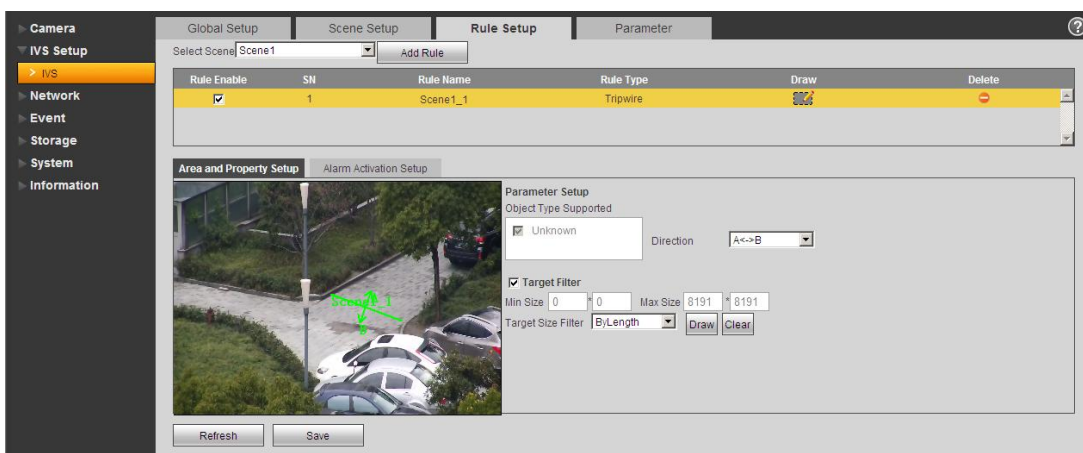 Camera
IVS Setup
> IVS
Network
Event
Storage
System
Information
Global Setup Scene Setup Rule Setup Parameter ?
Select Scene Scene1 Add Rule
Rule Enable SN Rule Name Rule Type Draw Delete
1 Scene1_1 Tripwire
Area and Property Setup Alarm Activation Setup
Scene1_1
B
Parameter Setup
Object Type Supported
Unknown
Direction A<->B
Target Filter
Min Size 0 * 0 Max Size 8191 * 8191
Target Size Filter ByLength Draw Clear
Refresh Save